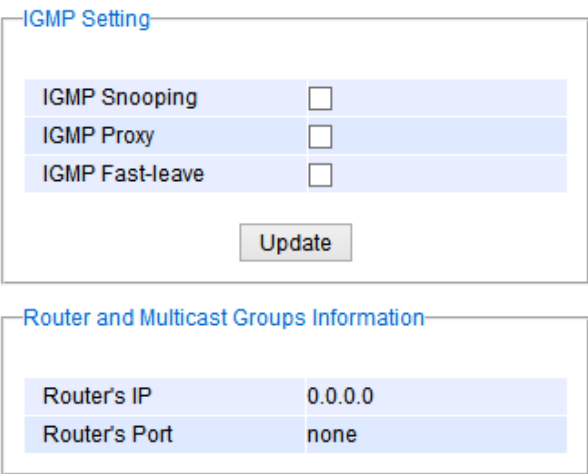 IGMP Setting
IGMP Snooping
IGMP Proxy
IGMP Fast-leave
Update
Router and Multicast Groups Information
Router's IP 0.0.0.0
Router's Port none